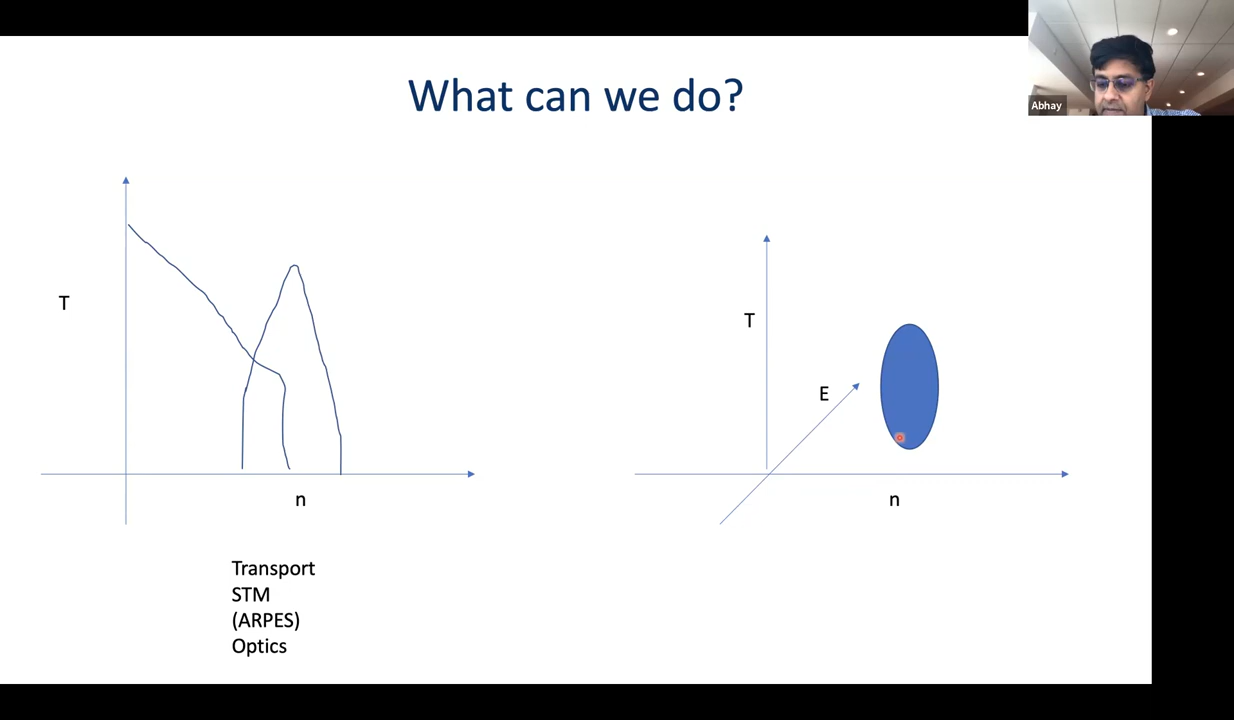 What can we do?
Abhay
T
n
Transport
STM
(ARPES)
Optics
T
E
n